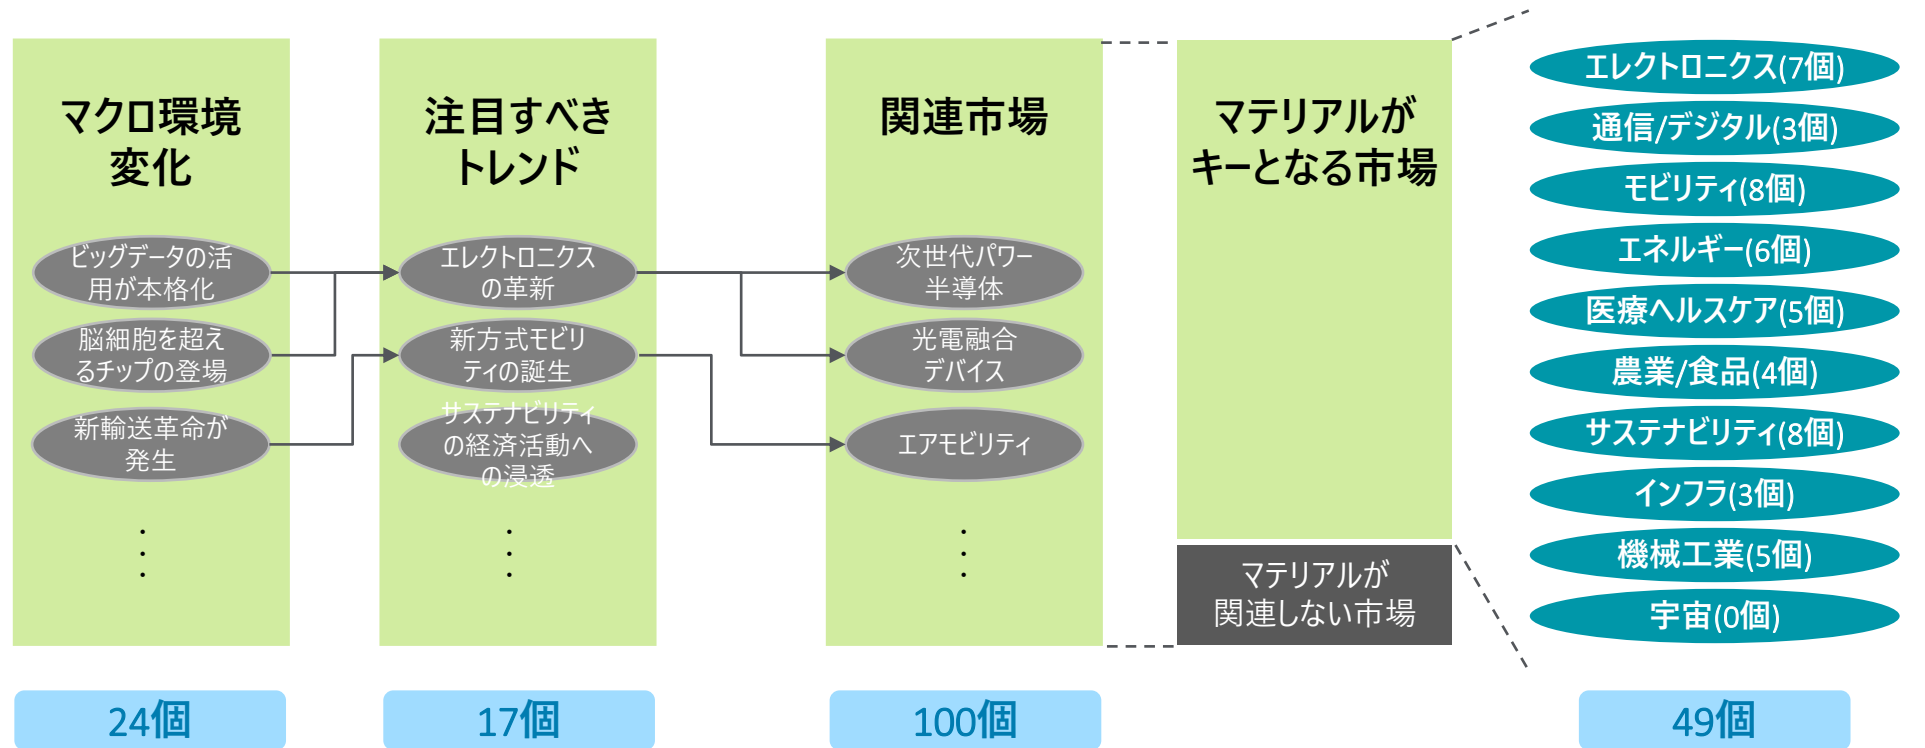 マクロ環境
変化
ビッグデータの活
用が本格化
脳細胞を超え
るチップの登場
新輸送革命が
発生
・
・
・
24個
注目すべき
トレンド
エレクトロニクス
の革新
新方式モビリ
ティの誕生
サステナビリティ
の経済活動へ
の浸透
・
・
・
17個
関連市場
次世代パワー
半導体
光電融合
デバイス
エアモビリティ
・
・
・
100個
マテリアルが
キーとなる市場
マテリアルが
関連しない市場
エレクトロニクス(7個)
通信/デジタル(3個)
モビリティ(8個)
エネルギー(6個)
医療ヘルスケア(5個)
農業/食品(4個)
サステナビリティ(8個)
インフラ(3個)
機械工業(5個)
宇宙(0個)
49個